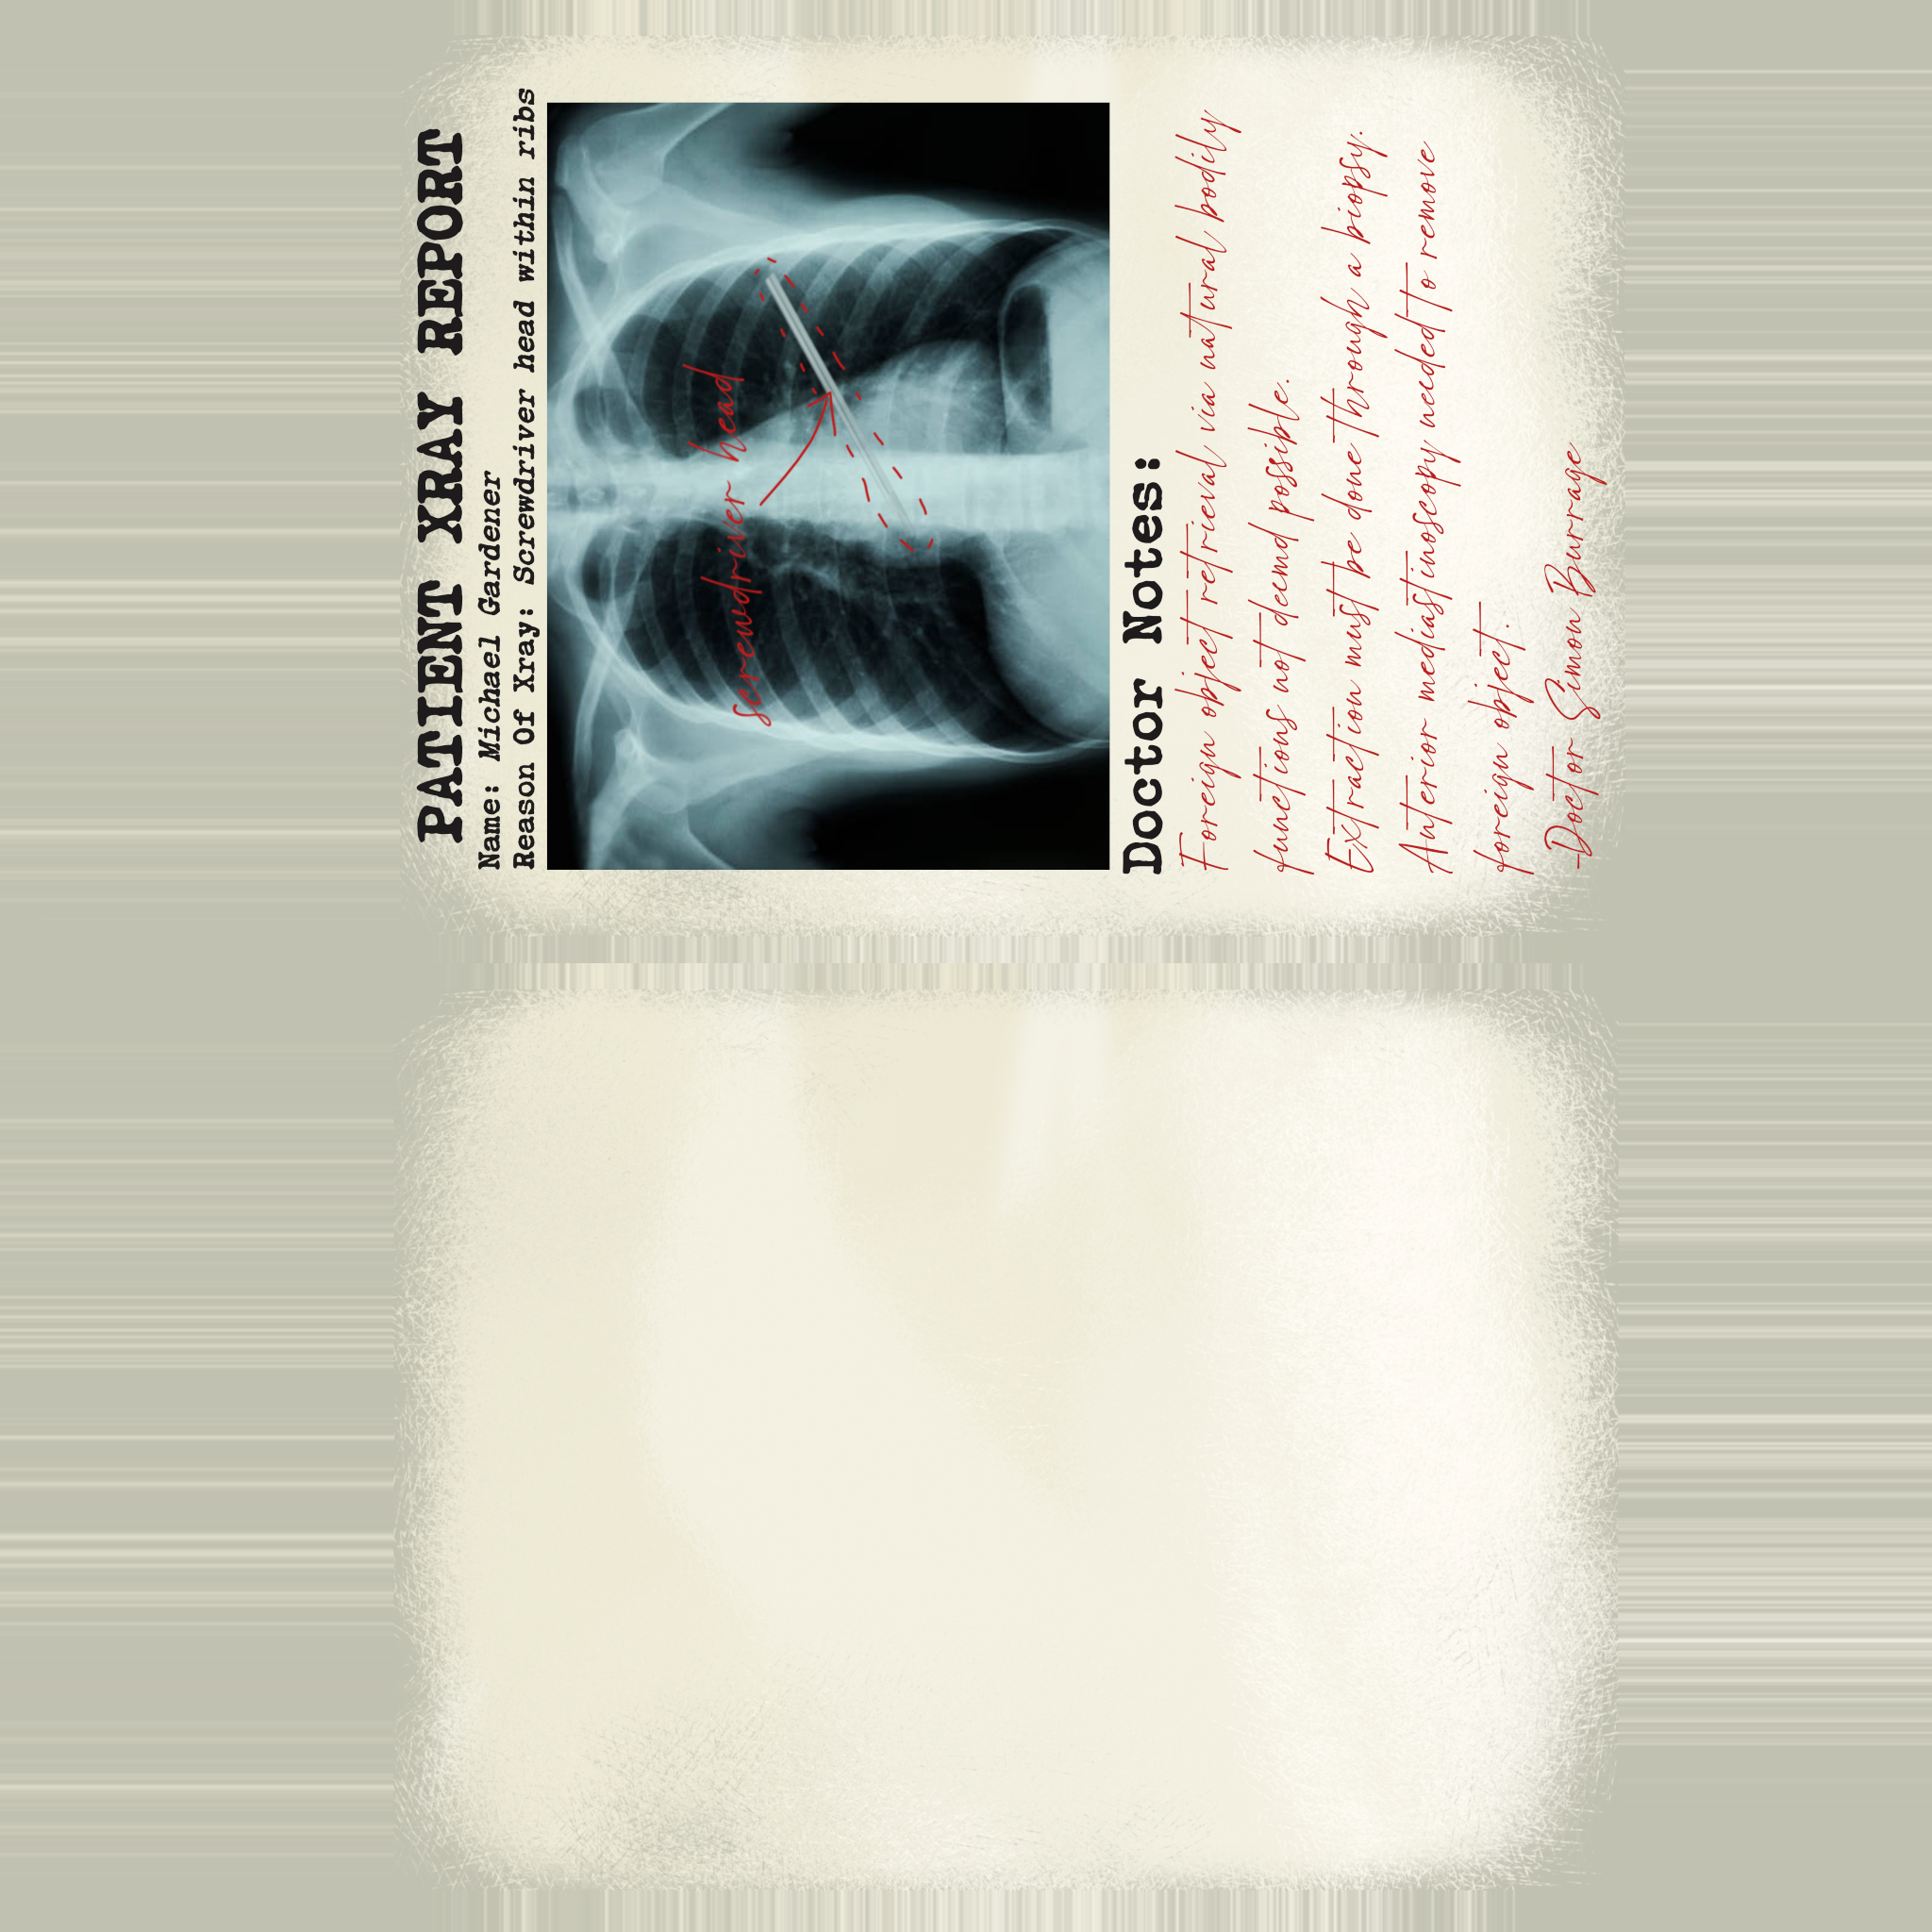 PATIENT XRAY REPORT
Name: Michael Gardener
Reason Of Xray: Screwdriver head within ribs
screwdriver head
Doctor Notes:
Foreign object retrieval via natural bodily
functions not deemd possible.
Extraction must be done through a biopsy.
Anterior mediastinoscopy needed to remove
foreign object.
-Doctor Simon Burrage